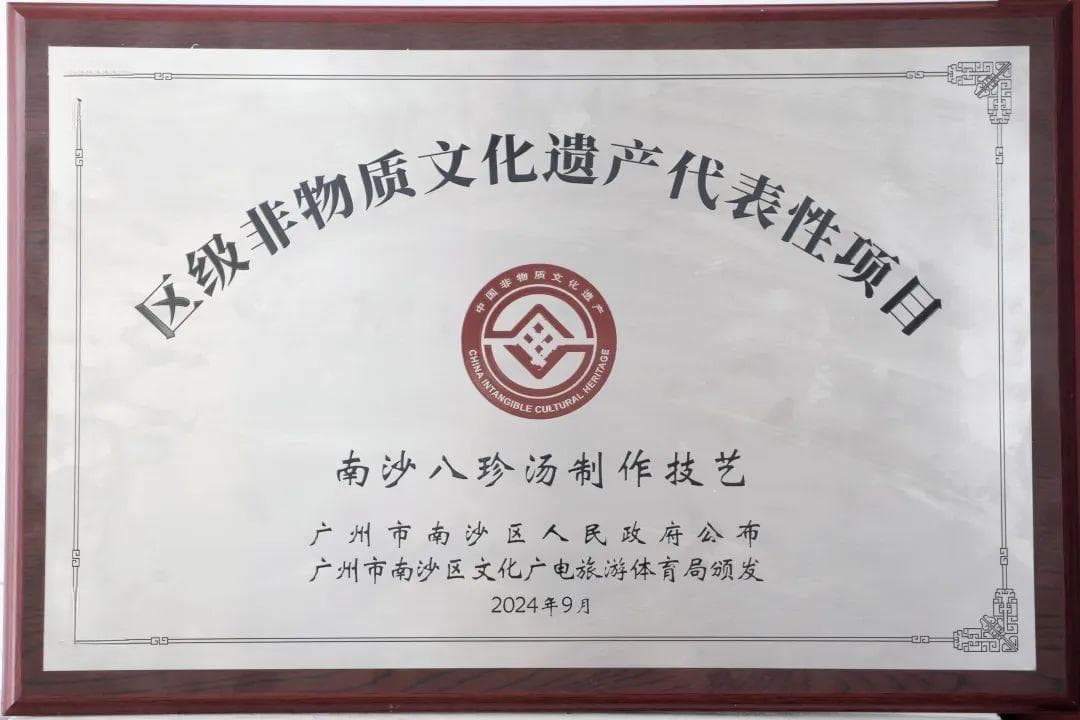 区级非物质文化遗产代表性项目
中国非物质文化遗产
CHINA INTANGIBLE CULTURAL HERITAGE
南沙八珍汤制作技艺
广州市南沙区人民政府公布
广州市南沙区文化广电旅游体育局颁发
2024年9月